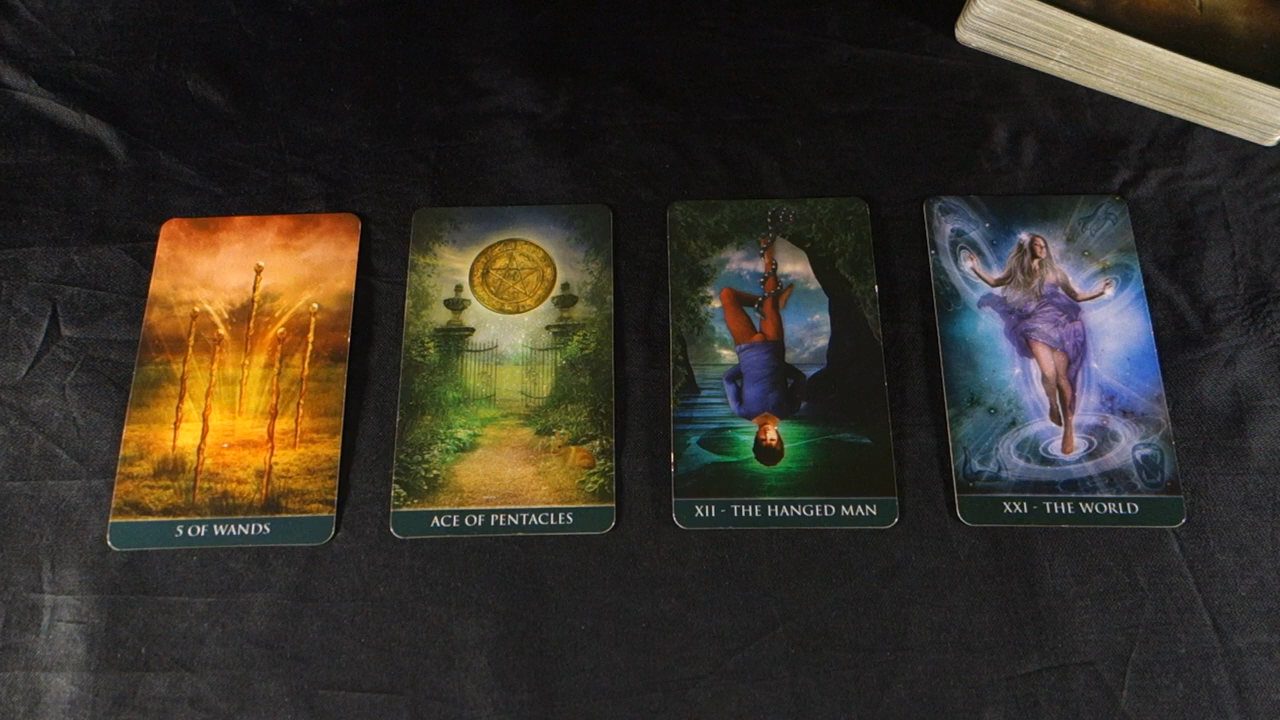 5 OF WANDS
ACE OF PENTACLES
XII - THE HANGED MAN
XXI - THE WORLD